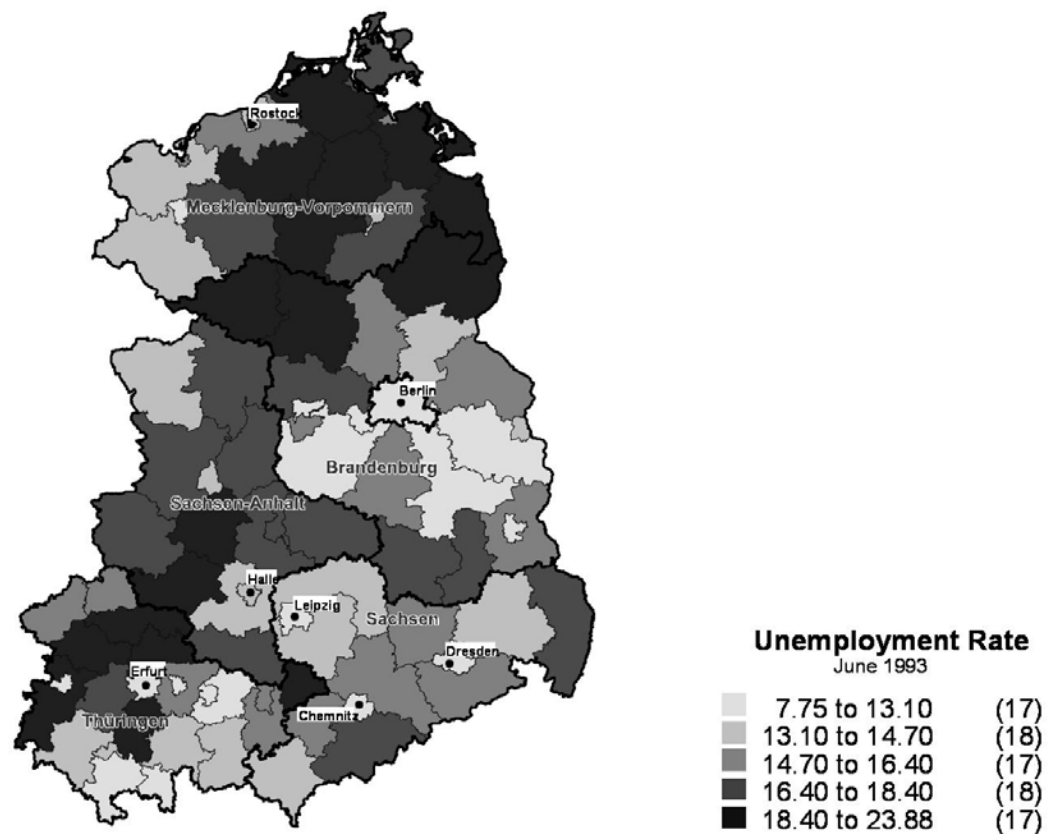 Rostock
Mecklenburg-Vorpommern
Berlin
Brandenburg
Sachsen-Anhalt
Halle
Leipzig
Sachsen
Dresden
Erfurt
Chemnitz
Thüringen
Unemployment Rate
June 1993
7.75 to 13.10 (17)
13.10 to 14.70 (18)
14.70 to 16.40 (17)
16.40 to 18.40 (18)
18.40 to 23.88 (17)